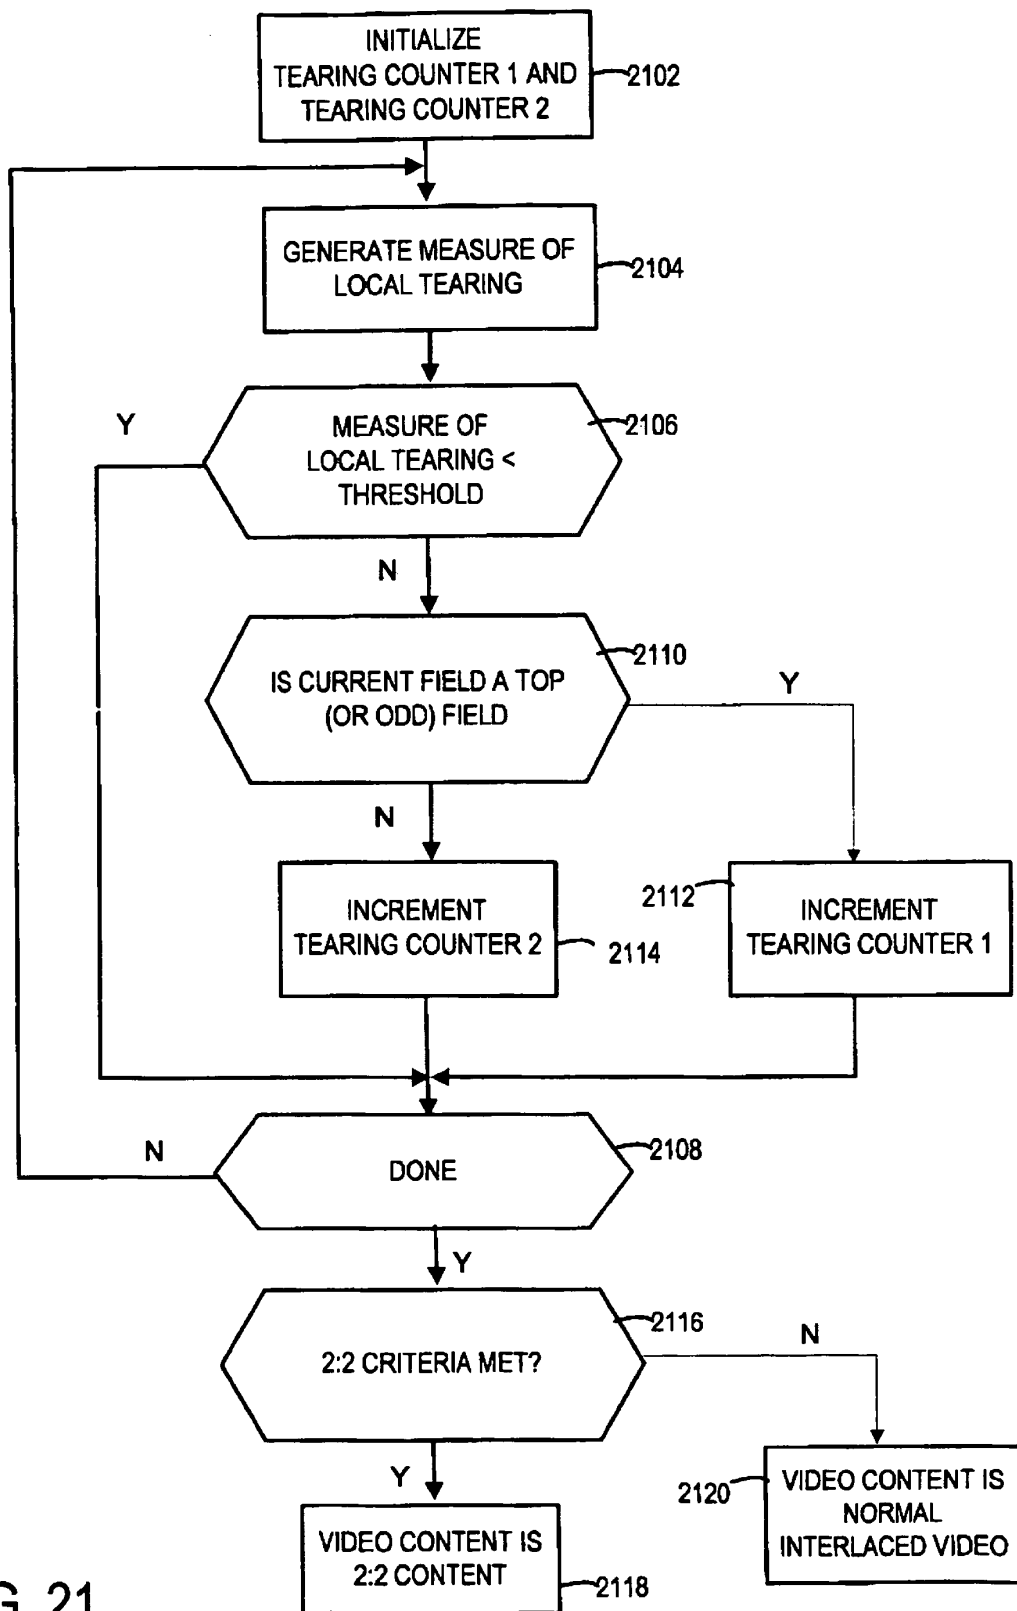 INITIALIZE
TEARING COUNTER 1 AND
TEARING COUNTER 2
2102
GENERATE MEASURE OF
LOCAL TEARING
2104
Y
MEASURE OF
LOCAL TEARING <
THRESHOLD
2106
N
IS CURRENT FIELD A TOP
(OR ODD) FIELD
2110
Y
N
INCREMENT
TEARING COUNTER 2
2114
2112
INCREMENT
TEARING COUNTER 1
N
DONE
2108
Y
2:2 CRITERIA MET?
2116
N
Y
2120
VIDEO CONTENT IS
NORMAL
INTERLACED VIDEO
VIDEO CONTENT IS
2:2 CONTENT
2118
G. 21